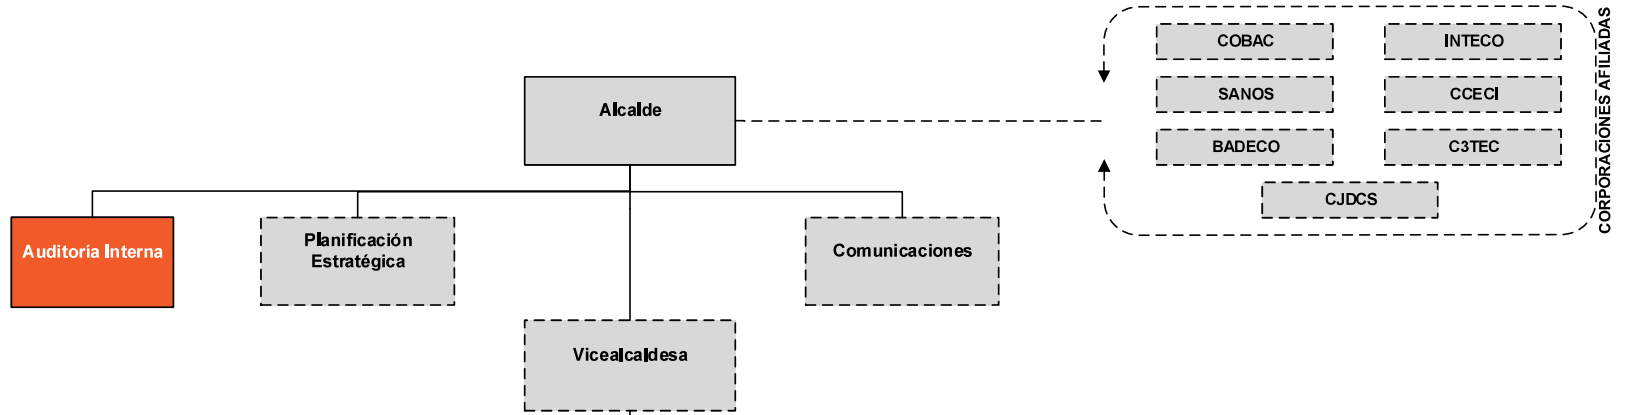 COBAC
INTECO
SANOS
CCECI
BADECO
C3TEC
CJDCS
CORPORACIONES AFILIADAS
Alcalde
Auditoría Interna
Planificación
Estratégica
Comunicaciones
Vicealcaldesa